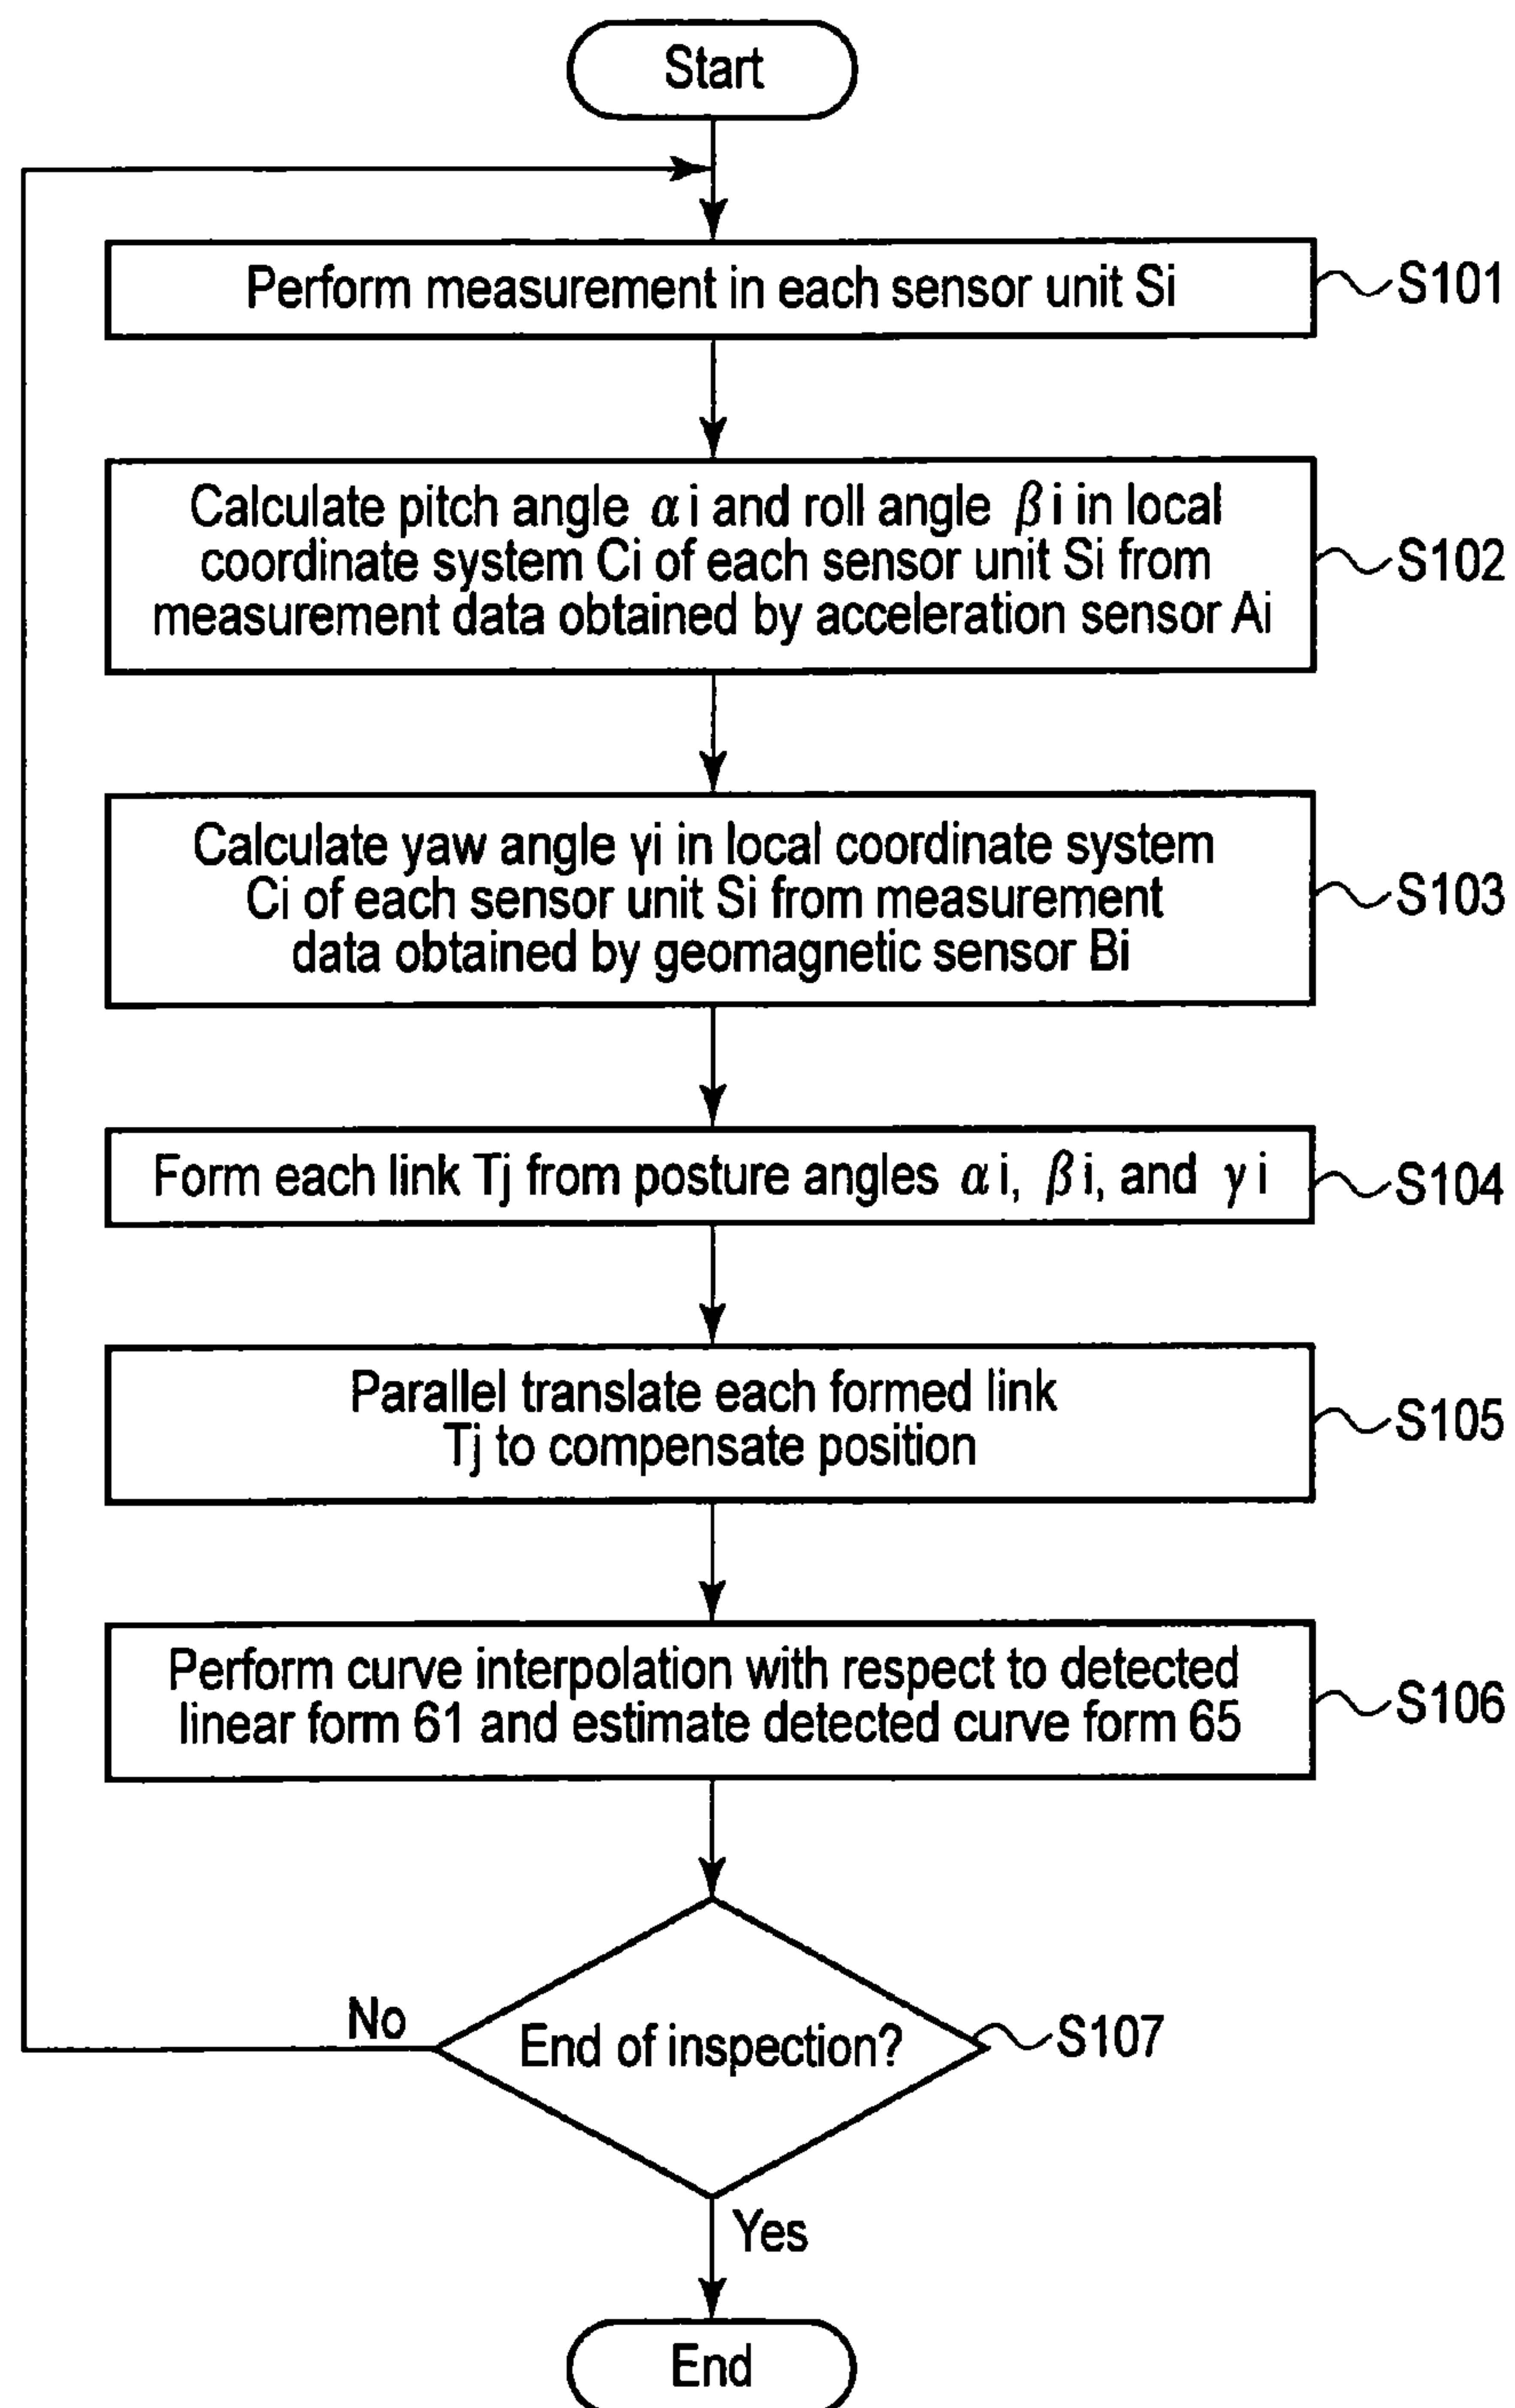 Start
Perform measurement in each sensor unit Si
S101
Calculate pitch angle αi and roll angle βi in local
coordinate system Ci of each sensor unit Si from
measurement data obtained by acceleration sensor Ai
S102
Calculate yaw angle γi in local coordinate system
Ci of each sensor unit Si from measurement
data obtained by geomagnetic sensor Bi
S103
Form each link Tj from posture angles αi, βi, and γi
S104
Parallel translate each formed link
Tj to compensate position
S105
Perform curve interpolation with respect to detected
linear form 61 and estimate detected curve form 65
S106
No
End of inspection?
S107
Yes
End